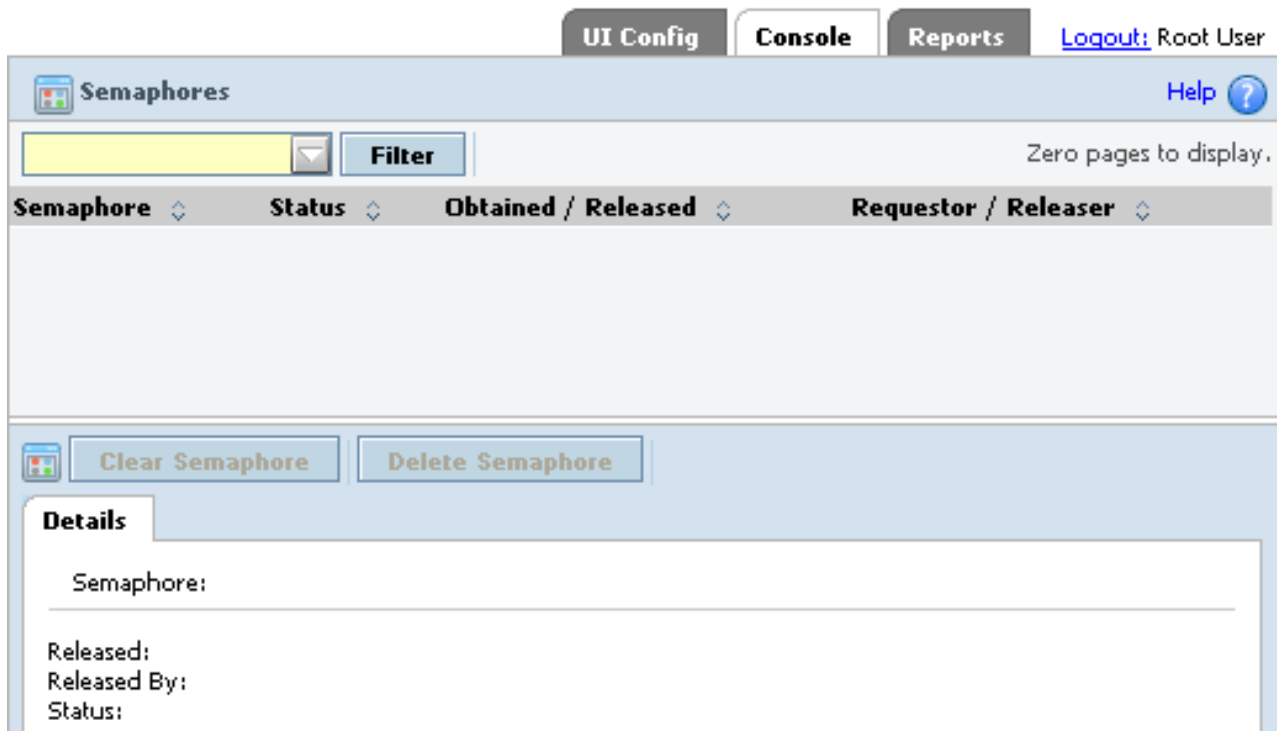 UI Config Console Reports Logout: Root User
Semaphores Help ?
Filter Zero pages to display.
Semaphore Status Obtained / Released Requestor / Releaser
Clear Semaphore Delete Semaphore
Details
Semaphore:
Released:
Released By:
Status: